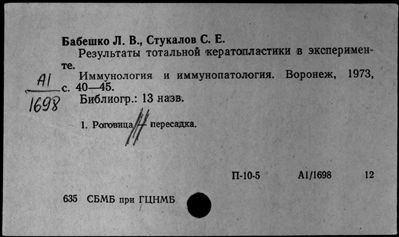 Бабешко Л. В., Стукалов С. Е.
Результаты тотальной кератопластики в эксперимен-
те.
Иммунология и иммунопатология. Воронеж, 1973,
с. 40—45.
Библиогр.: 13 назв.
А1
1698
1. Роговица — пересадка.
П-10-5 А1/1698 12
635 СБМБ при ГЦНМБ